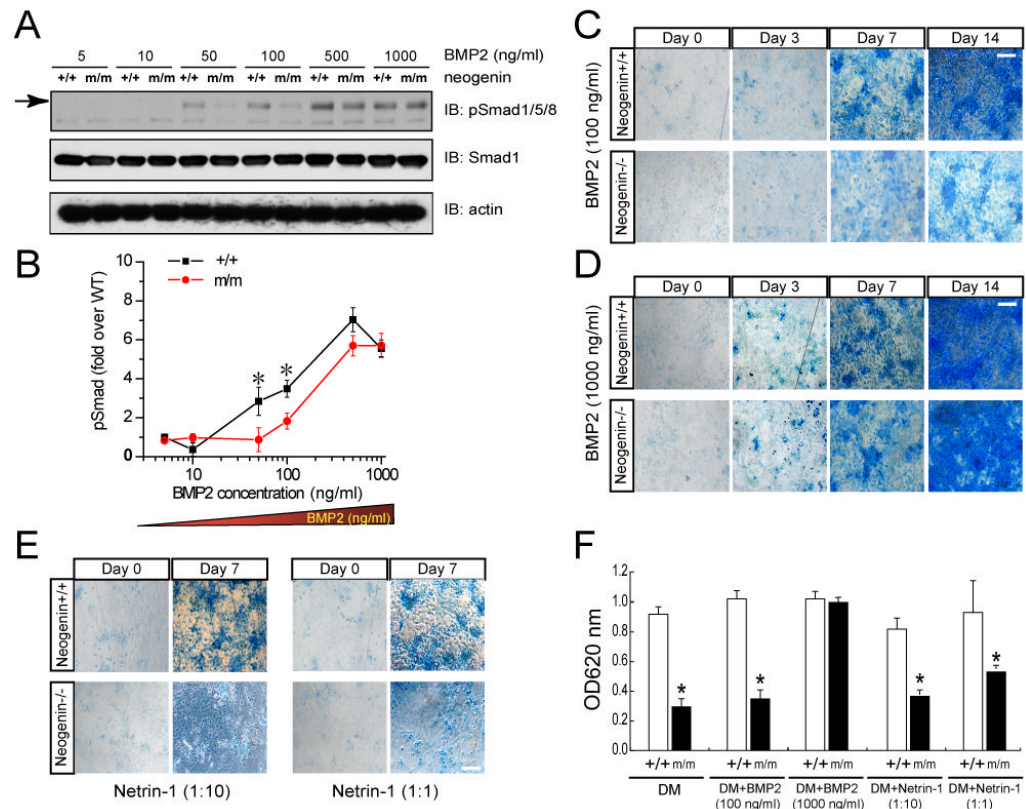 A
5 10 50 100 500 1000 BMP2 (ng/ml)
+/+ m/m +/+ m/m +/+ m/m +/+ m/m +/+ m/m +/+ m/m neogenin
IB: pSmad1/5/8
IB: Smad1
IB: actin
B
+/+
m/m
pSmad (fold over WT)
10
8
6
4
2
0
* *
10 100 1000
BMP2 concentration (ng/ml)
BMP2 (ng/ml)
C
Day 0 Day 3 Day 7 Day 14
BMP2 (100 ng/ml)
Neogenin+/+
Neogenin-/-
D
Day 0 Day 3 Day 7 Day 14
BMP2 (1000 ng/ml)
Neogenin+/+
Neogenin-/-
E
Day 0 Day 7 Day 0 Day 7
Neogenin+/+
Neogenin-/-
Netrin-1 (1:10) Netrin-1 (1:1)
F
OD620 nm
1.2
1.0
0.8
0.6
0.4
0.2
0.0
* * * *
+/+ m/m +/+ m/m +/+ m/m +/+ m/m +/+ m/m
DM DM+BMP2 DM+BMP2 DM+Netrin-1 DM+Netrin-1
(100 ng/ml) (1000 ng/ml) (1:10) (1:1)